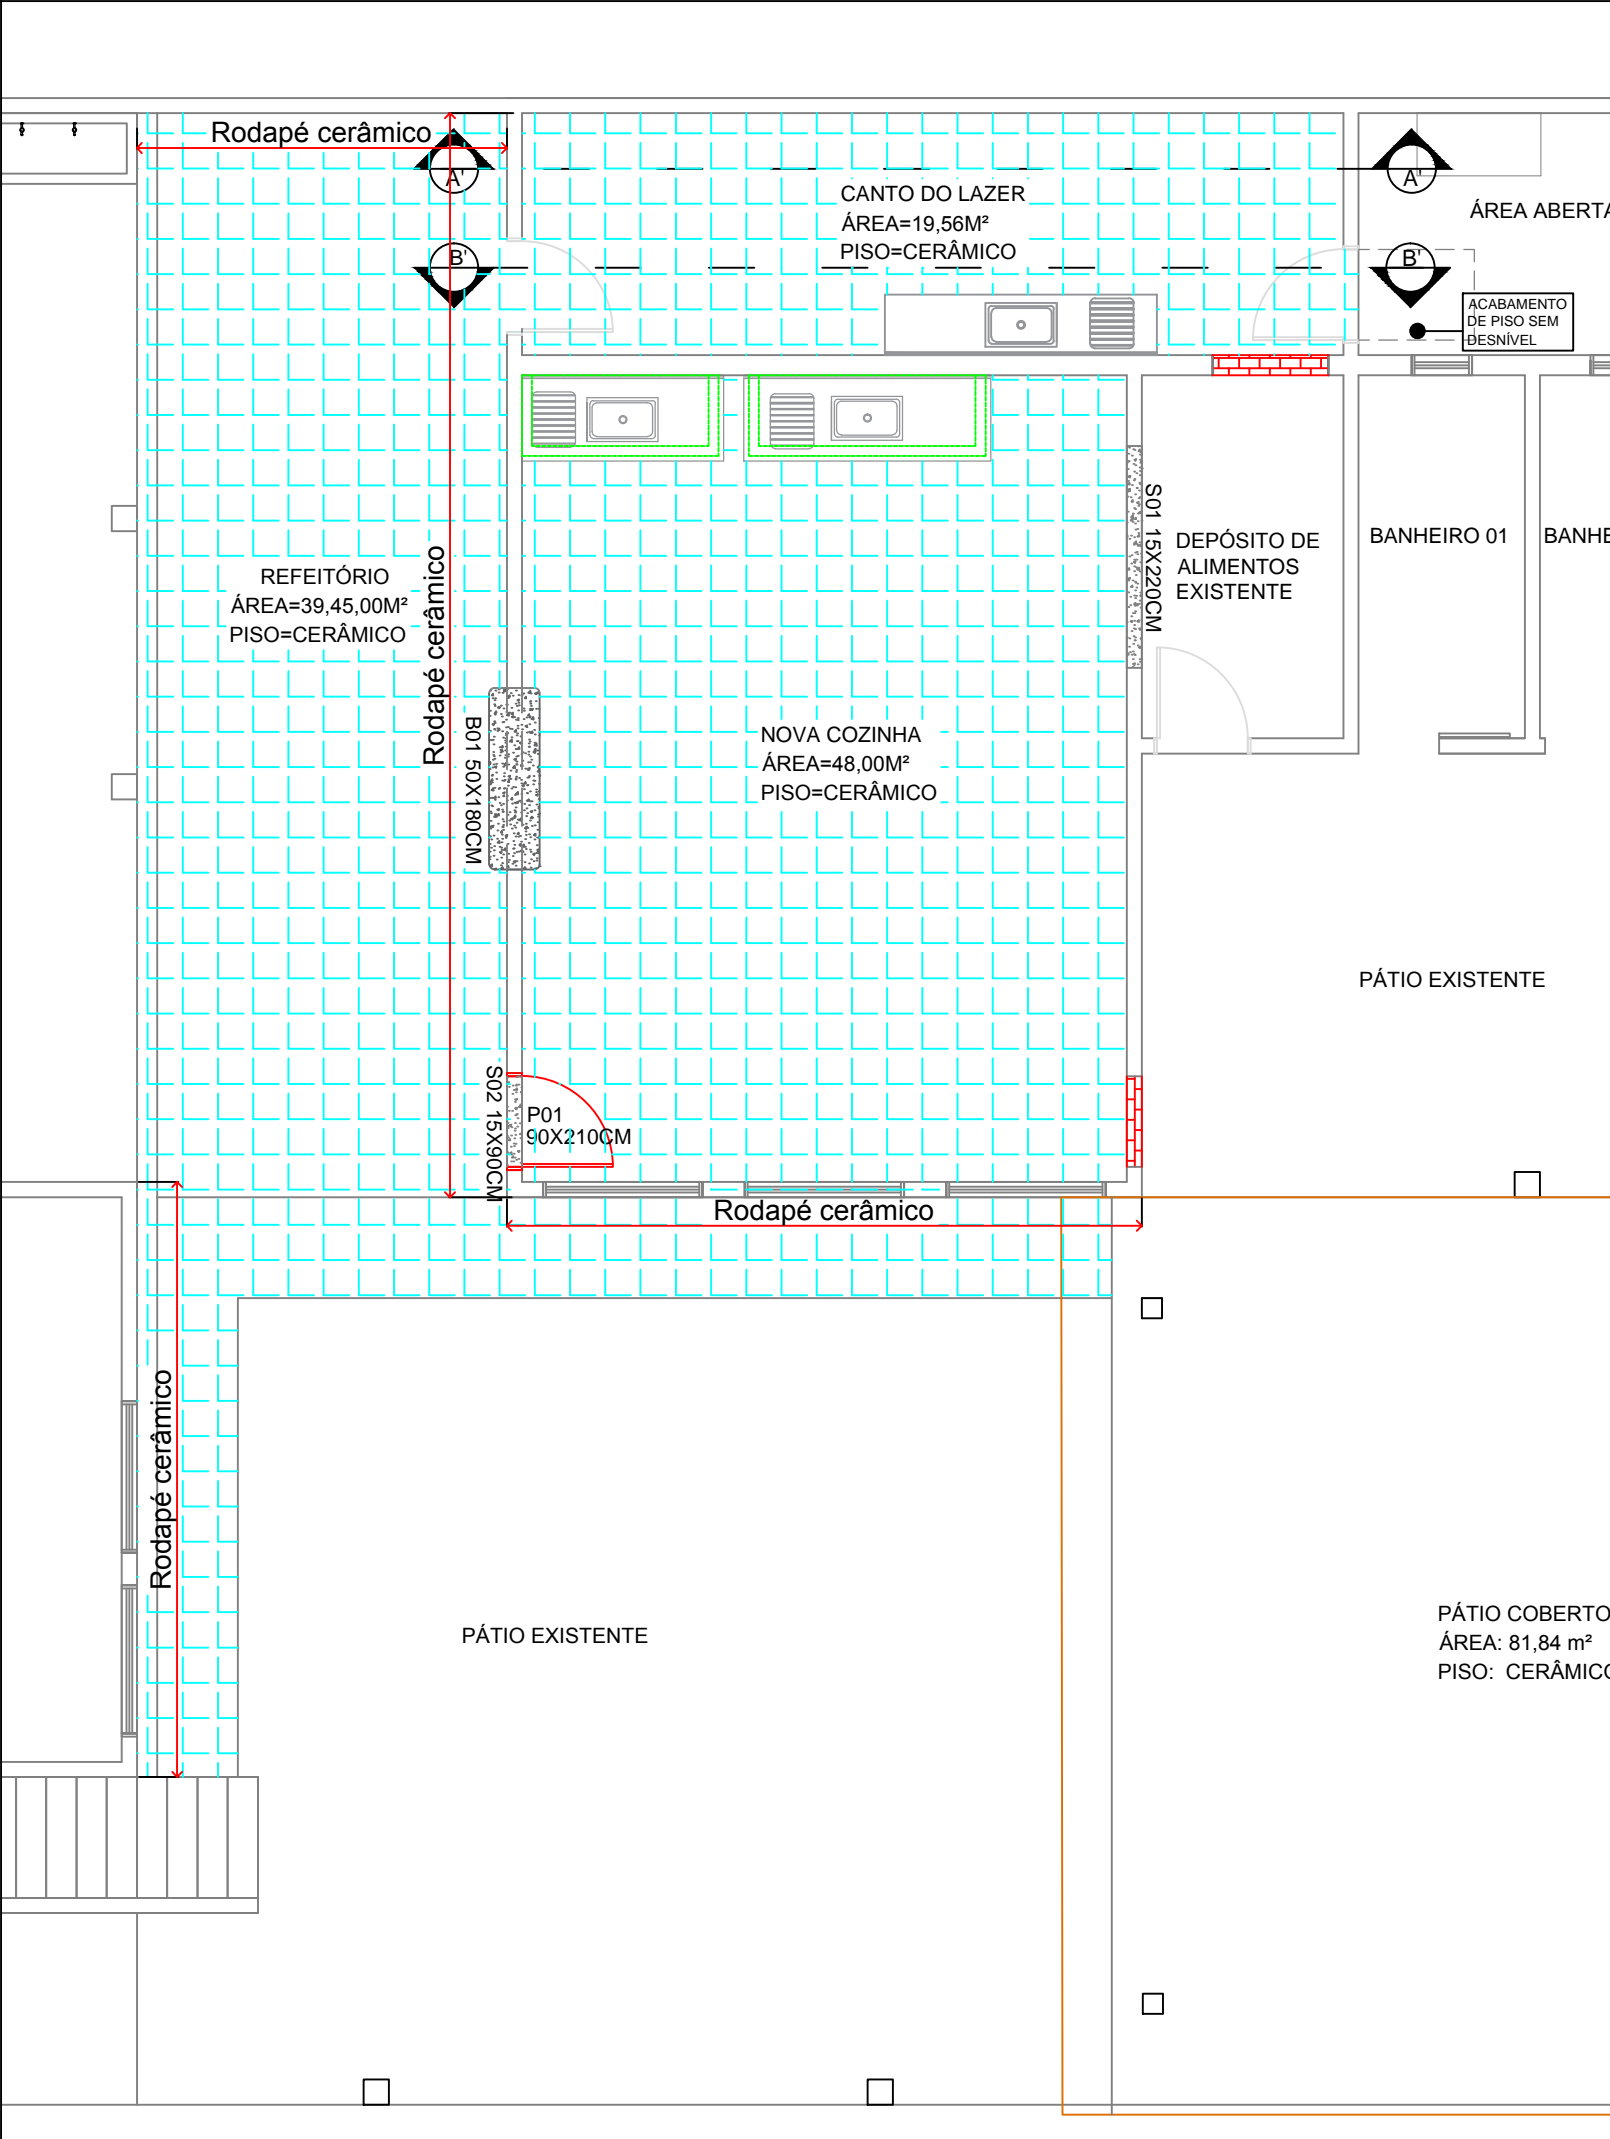 Rodapé cerâmico
A'
A'
CANTO DO LAZER
ÁREA=19,56M²
PISO=CERÂMICO
ÁREA ABERTA
B'
B'
ACABAMENTO
DE PISO SEM
DESNÍVEL
S01 15X220CM
DEPÓSITO DE
ALIMENTOS
EXISTENTE
BANHEIRO 01
BANHE
REFEITÓRIO
ÁREA=39,45,00M²
PISO=CERÂMICO
Rodapé cerâmico
B01 50X180CM
NOVA COZINHA
ÁREA=48,00M²
PISO=CERÂMICO
PÁTIO EXISTENTE
S02 15X90CM
P01
90X210CM
Rodapé cerâmico
Rodapé cerâmico
PÁTIO EXISTENTE
PÁTIO COBERTO
ÁREA: 81,84 m²
PISO: CERÂMICO